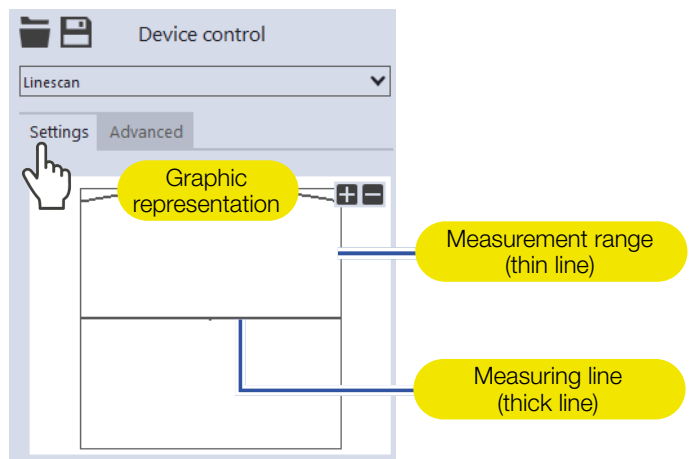 Device control
Linescan
Settings
Advanced
Graphic
representation
Measurement range
(thin line)
Measuring line
(thick line)